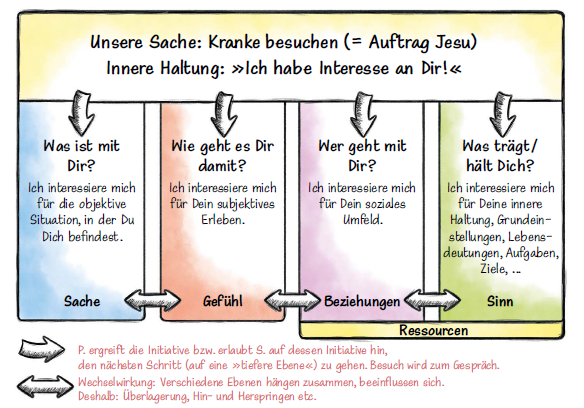 Unsere Sache: Kranke besuchen (= Auftrag Jesu)
Innere Haltung: »Ich habe Interesse an Dir!«
Was ist mit
Dir?
Ich interessiere mich
für die objektive
Situation, in der Du
Dich befindest.
Sache
Wie geht es Dir
damit?
Ich interessiere mich
für Dein subjektives
Erleben.
Gefühl
Wer geht mit
Dir?
Ich interessiere mich
für Dein soziales
Umfeld.
Beziehungen
Was trägt/
hält Dich?
Ich interessiere mich
für Deine innere
Haltung, Grundein-
stellungen, Lebens-
deutungen, Aufgaben,
Ziele, ...
Sinn
Ressourcen
P. ergreift die Initiative bzw. erlaubt S. auf dessen Initiative hin,
den nächsten Schritt (auf eine »tiefere Ebene«) zu gehen. Besuch wird zum Gespräch.
Wechselwirkung: Verschiedene Ebenen hängen zusammen, beeinflussen sich.
Deshalb: Überlagerung, Hin- und Herspringen etc.